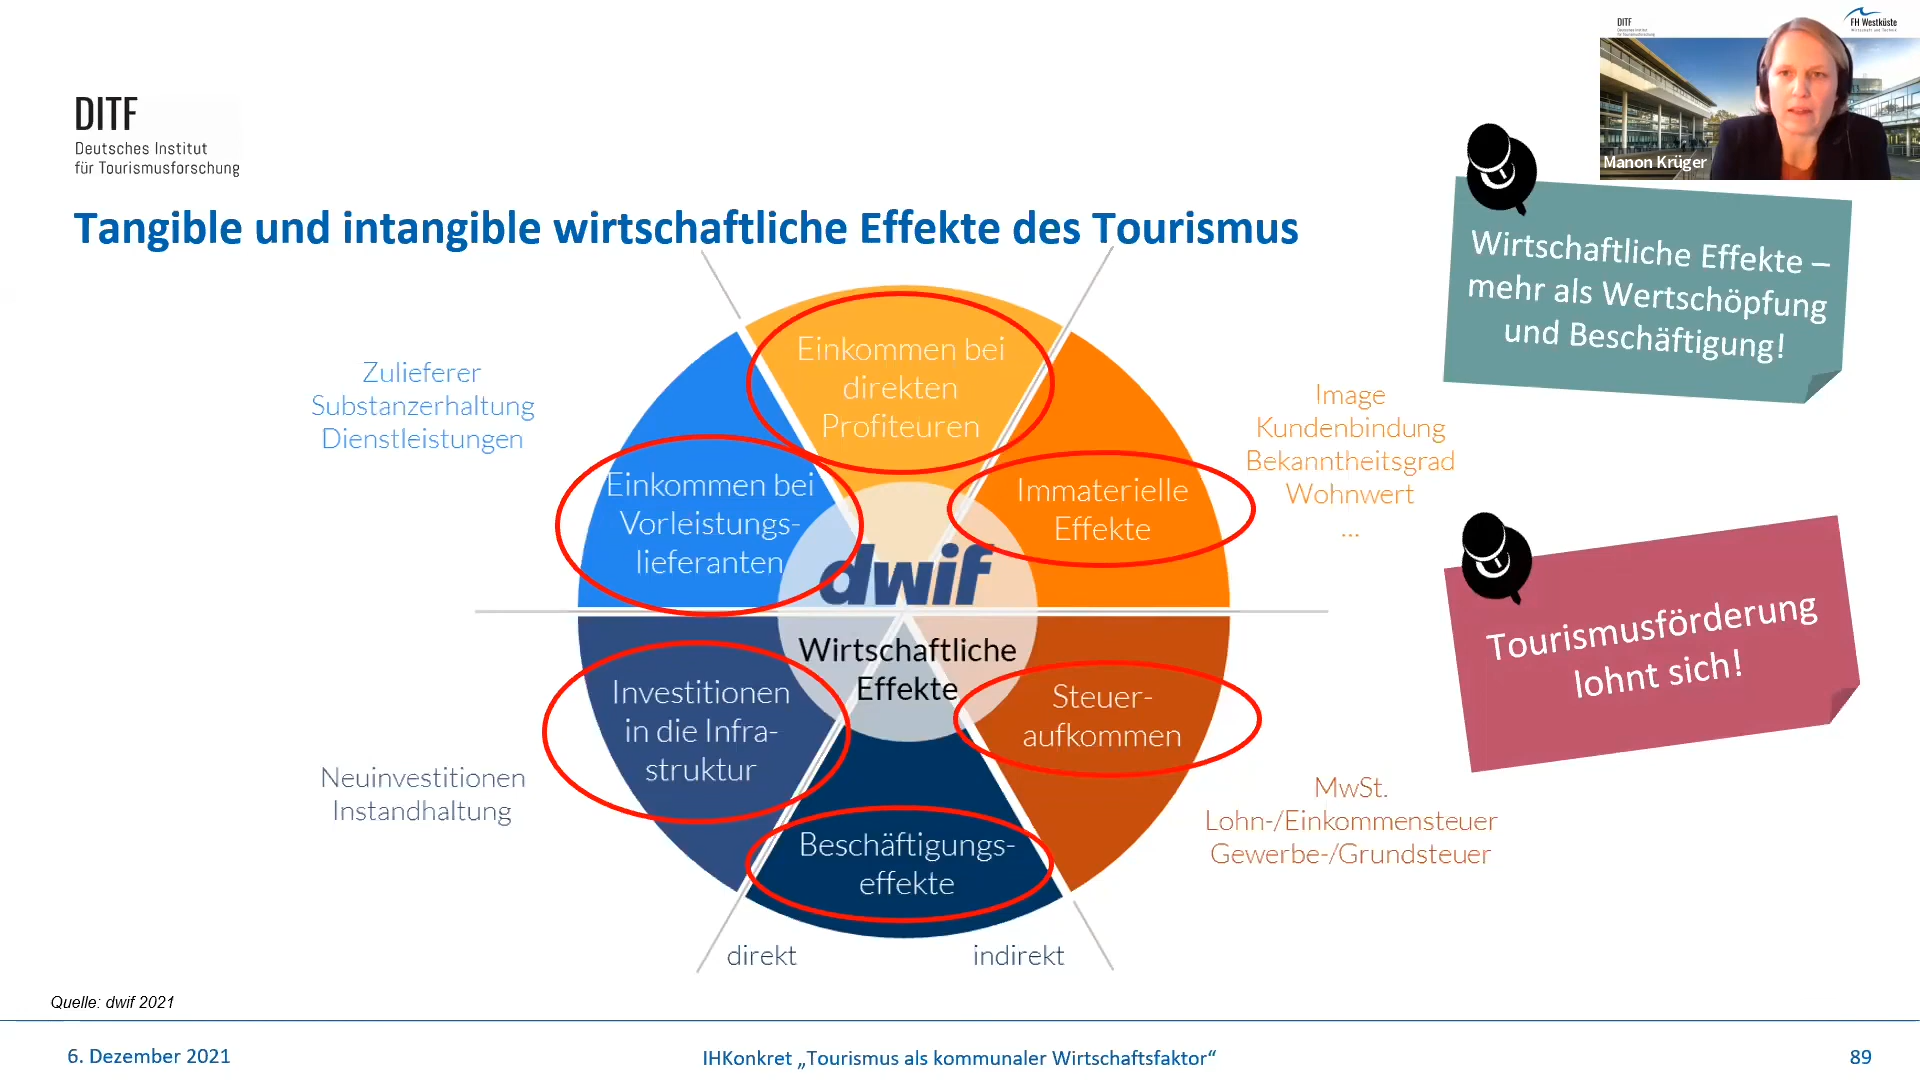 DITF
Deutsches Institut
für Tourismusforschung
DITF
FH Westküste
Wirtschaft und Technik
Manon Krüger
Tangible und intangible wirtschaftliche Effekte des Tourismus
Wirtschaftliche Effekte –
mehr als Wertschöpfung
und Beschäftigung!
Zulieferer
Substanzerhaltung
Dienstleistungen
Einkommen bei
direkten
Profiteuren
Image
Kundenbindung
Bekanntheitsgrad
Wohnwert
...
Einkommen bei
Vorleistungs-
lieferanten
Immaterielle
Effekte
dwif
Wirtschaftliche
Effekte
Tourismusförderung
lohnt sich!
Investitionen
in die Infra-
struktur
Steuer-
aufkommen
Neuinvestitionen
Instandhaltung
MwSt.
Lohn-/Einkommensteuer
Gewerbe-/Grundsteuer
Beschäftigungs-
effekte
direkt
indirekt
Quelle: dwif 2021
6. Dezember 2021
IHKonkret „Tourismus als kommunaler Wirtschaftsfaktor“
89